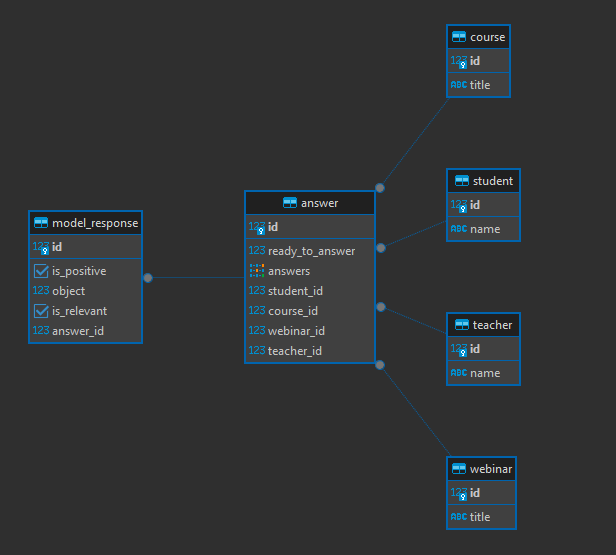 course
123 id
ABC title
student
123 id
ABC name
model_response
123 id
is_positive
123 object
is_relevant
123 answer_id
answer
123 id
123 ready_to_answer
answers
123 student_id
123 course_id
123 webinar_id
123 teacher_id
teacher
123 id
ABC name
webinar
123 id
ABC title